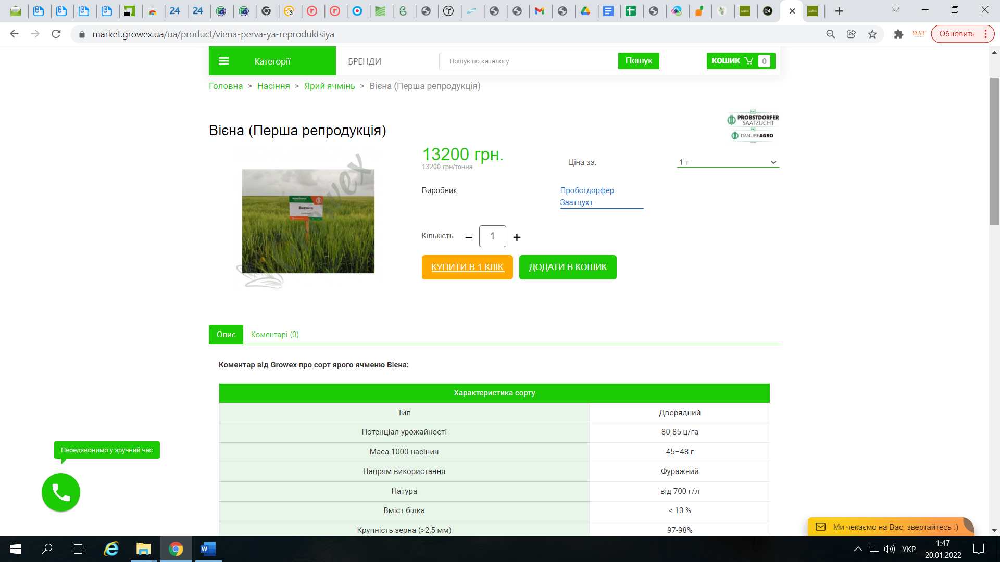 24
24
3
24
market.growex.ua/ua/product/viena-perva-ya-reproduktsiya
DAT
Обновить
Категорії
БРЕНДИ
Пошук по каталогу
Пошук
КОШИК
0
Головна > Насіння > Ярий ячмінь > Вієна (Перша репродукція)
PROBSTDORFER
SAATZUCHT
DANUBEAGRO
Вієна (Перша репродукція)
13200 грн.
13200 грн/тонна
Ціна за:
1 т
Виенна
Виробник:
Пробстдорфер
Заатцухт
Кількість
1
КУПИТИ В 1 КЛІК
ДОДАТИ В КОШИК
Опис
Коментарі (0)
Коментар від Growex про сорт ярого ячменю Вієна:
Характеристика сорту
Тип Дворядний
Потенціал урожайності 80-85 ц/га
Маса 1000 насінин 45–48 г
Напрям використання Фуражний
Натура від 700 г/л
Вміст білка < 13 %
Крупність зерна (>2,5 мм) 97-98%
Передзвонимо у зручний час
Ми чекаємо на Вас, звертайтесь :)
УКР
1:47
20.01.2022